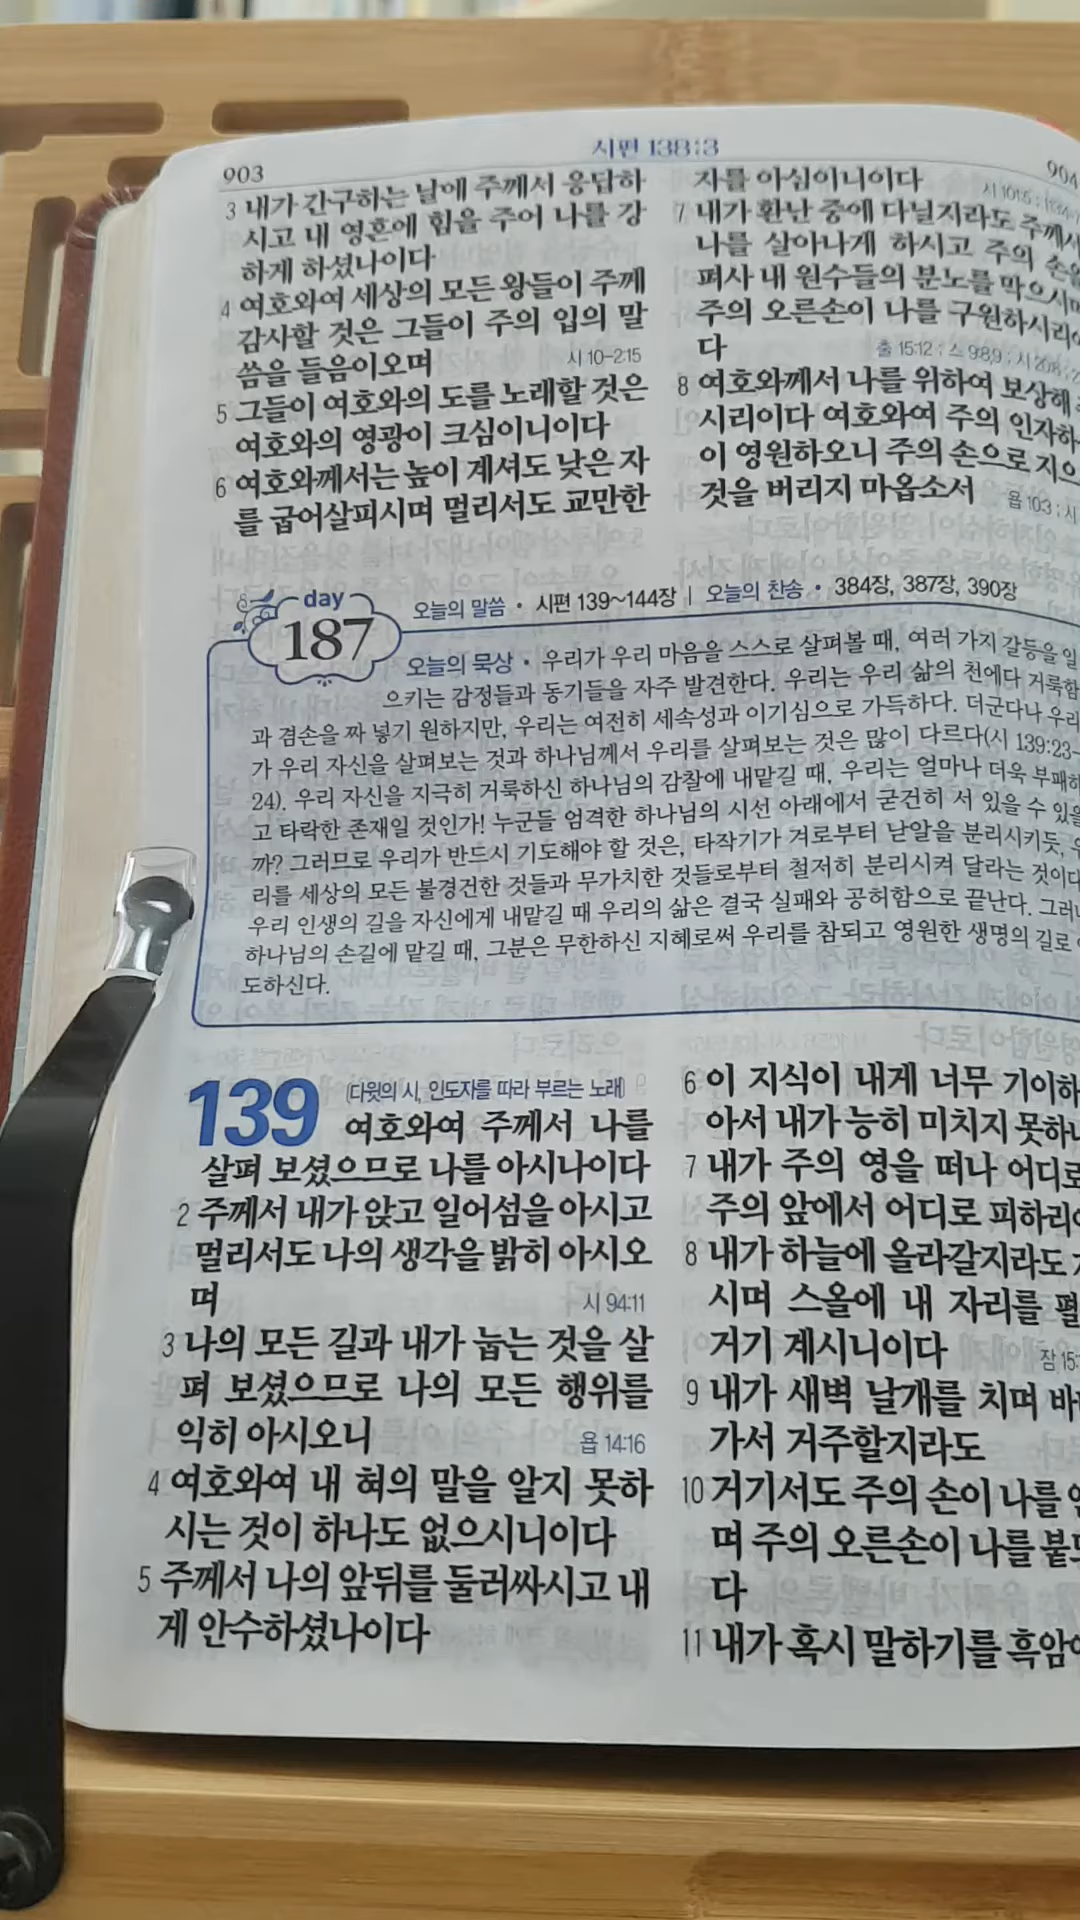 903
시편 138:3
904
3 내가 간구하는 날에 주께서 응답하
시고 내 영혼에 힘을 주어 나를 강
하게 하셨나이다
4 여호와여 세상의 모든 왕들이 주께
감사할 것은 그들이 주의 입의 말
씀을 들음이오며 시 10-2:15
5 그들이 여호와의 도를 노래할 것은
여호와의 영광이 크심이니이다
6 여호와께서는 높이 계셔도 낮은 자
를 굽어살피시며 멀리서도 교만한
자를 아심이니이다
7 내가 환난 중에 다닐지라도 주께서
나를 살아나게 하시고 주의 손을
펴사 내 원수들의 분노를 막으시며
주의 오른손이 나를 구원하시리이
다 출 15:12 ;
8 여호와께서 나를 위하여 보상해
시리이다 여호와여 주의 인자하
이 영원하오니 주의 손으로 지으
것을 버리지 마옵소서 욥 10:3 ; 시
day
187
오늘의 말씀 • 시편 139~144장 | 오늘의 찬송 • 384장, 387장, 390장
오늘의 묵상 • 우리가 우리 마음을 스스로 살펴볼 때, 여러 가지 갈등을 일
으키는 감정들과 동기들을 자주 발견한다. 우리는 우리 삶의 천에다 거룩함
과 겸손을 짜 넣기 원하지만, 우리는 여전히 세속성과 이기심으로 가득하다. 더군다나 우리
가 우리 자신을 살펴보는 것과 하나님께서 우리를 살펴보는 것은 많이 다르다(시 139:23-
24). 우리 자신을 지극히 거룩하신 하나님의 감찰에 내맡길 때, 우리는 얼마나 더욱 부패하
고 타락한 존재일 것인가! 누군들 엄격한 하나님의 시선 아래에서 굳건히 서 있을 수 있을
까? 그러므로 우리가 반드시 기도해야 할 것은, 타작기가 겨로부터 낟알을 분리시키듯, 우
리를 세상의 모든 불경건한 것들과 무가치한 것들로부터 철저히 분리시켜 달라는 것이다
우리 인생의 길을 자신에게 내맡길 때 우리의 삶은 결국 실패와 공허함으로 끝난다. 그러나
하나님의 손길에 맡길 때, 그분은 무한하신 지혜로써 우리를 참되고 영원한 생명의 길로
도하신다.
139 (다윗의 시, 인도자를 따라 부르는 노래)
여호와여 주께서 나를
살펴 보셨으므로 나를 아시나이다
2 주께서 내가 앉고 일어섬을 아시고
멀리서도 나의 생각을 밝히 아시오
며 시 94:11
3 나의 모든 길과 내가 눕는 것을 살
펴 보셨으므로 나의 모든 행위를
익히 아시오니 욥 14:16
4 여호와여 내 혀의 말을 알지 못하
시는 것이 하나도 없으시니이다
5 주께서 나의 앞뒤를 둘러싸시고 내
게 안수하셨나이다
6 이 지식이 내게 너무 기이하
아서 내가 능히 미치지 못하나
7 내가 주의 영을 떠나 어디로
주의 앞에서 어디로 피하리이
8 내가 하늘에 올라갈지라도 거
시며 스올에 내 자리를 펼
거기 계시니이다 잠 15:
9 내가 새벽 날개를 치며 바
가서 거주할지라도
10 거기서도 주의 손이 나를 인
며 주의 오른손이 나를 붙드
다
11 내가 혹시 말하기를 흑암이